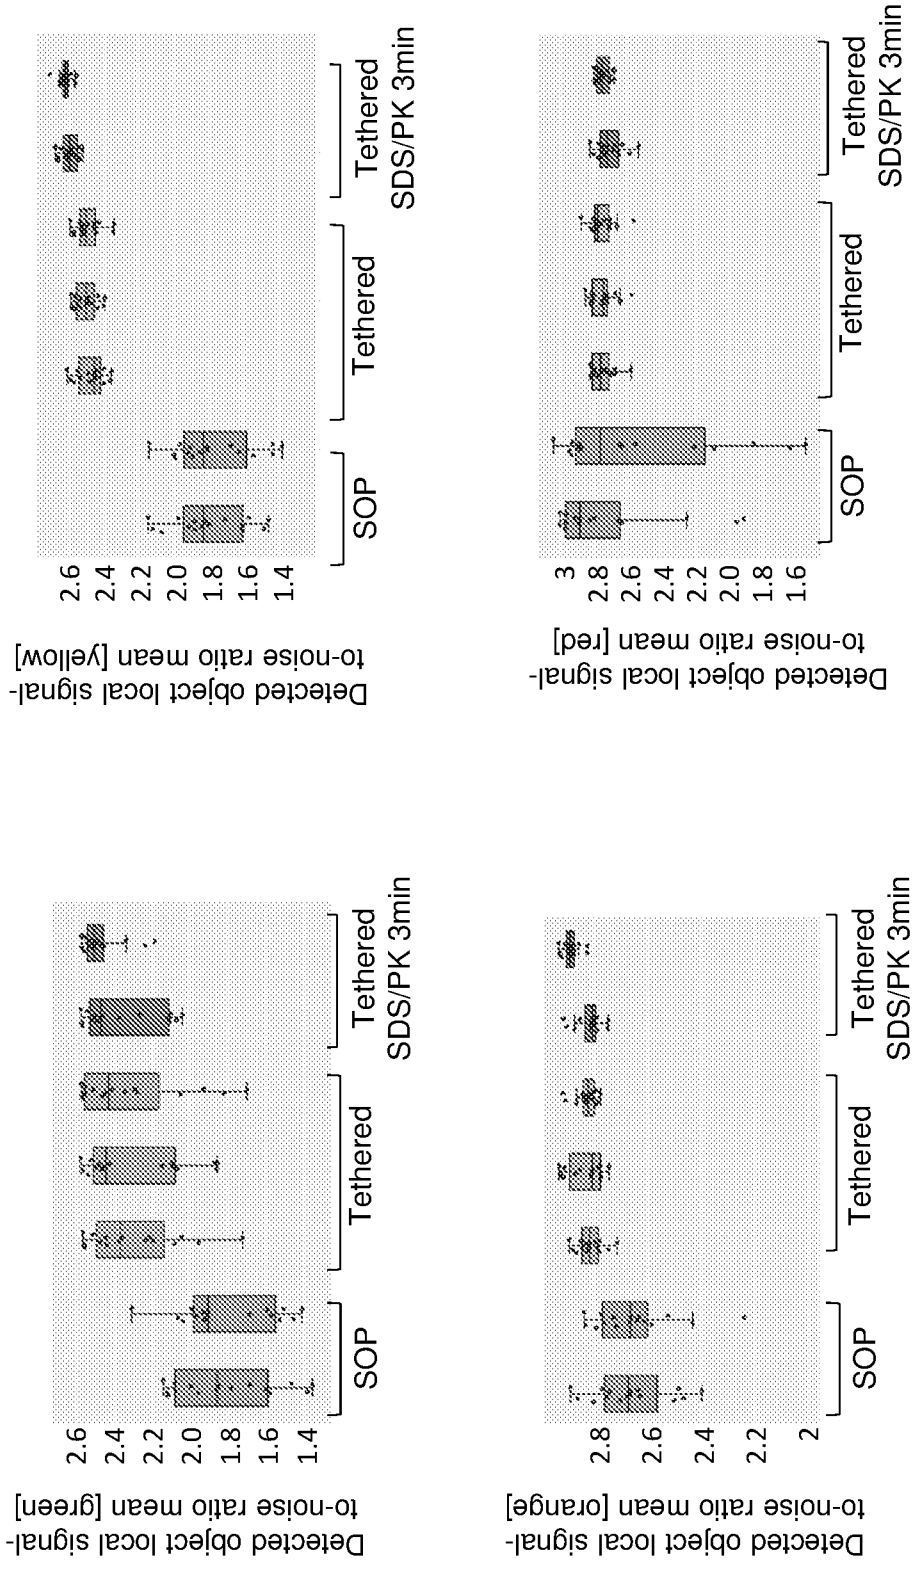 Detected object local signal-
to-noise ratio mean [green]
2.6
2.4
2.2
2.0
1.8
1.6
1.4
SOP
Tethered
Tethered
SDS/PK 3min
Detected object local signal-
to-noise ratio mean [yellow]
2.6
2.4
2.2
2.0
1.8
1.6
1.4
SOP
Tethered
Tethered
SDS/PK 3min
Detected object local signal-
to-noise ratio mean [orange]
2.8
2.6
2.4
2.2
2
SOP
Tethered
Tethered
SDS/PK 3min
Detected object local signal-
to-noise ratio mean [red]
3
2.8
2.6
2.4
2.2
2.0
1.8
1.6
SOP
Tethered
Tethered
SDS/PK 3min